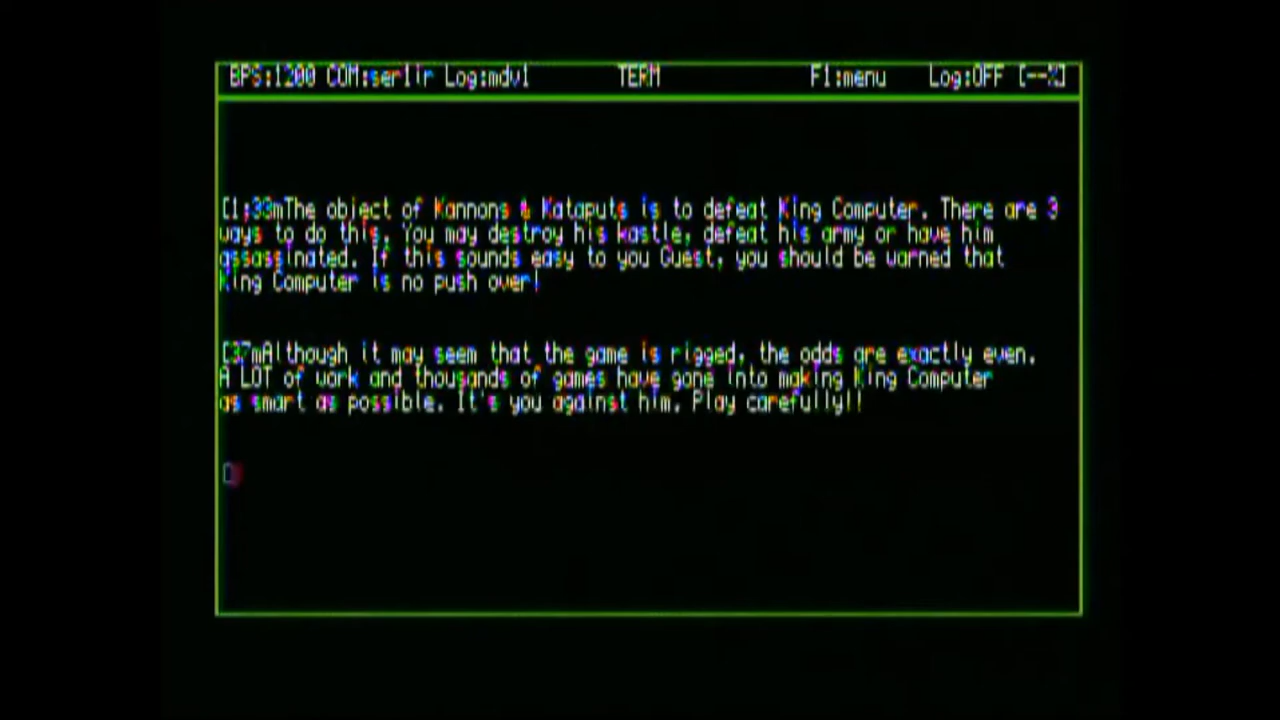 BPS:1200 COM:ser1ir Log:mdv1 TERM F1:menu Log:OFF [--%]
[1;33mThe object of Kannons & Kataputs is to defeat King Computer. There are 3
ways to do this. You may destroy his kastle, defeat his army or have him
assassinated. If this sounds easy to you Guest, you should be warned that
King Computer is no push over!
[37mAlthough it may seem that the game is rigged, the odds are exactly even.
A LOT of work and thousands of games have gone into making King Computer
as smart as possible. It's you against him. Play carefully!!
[